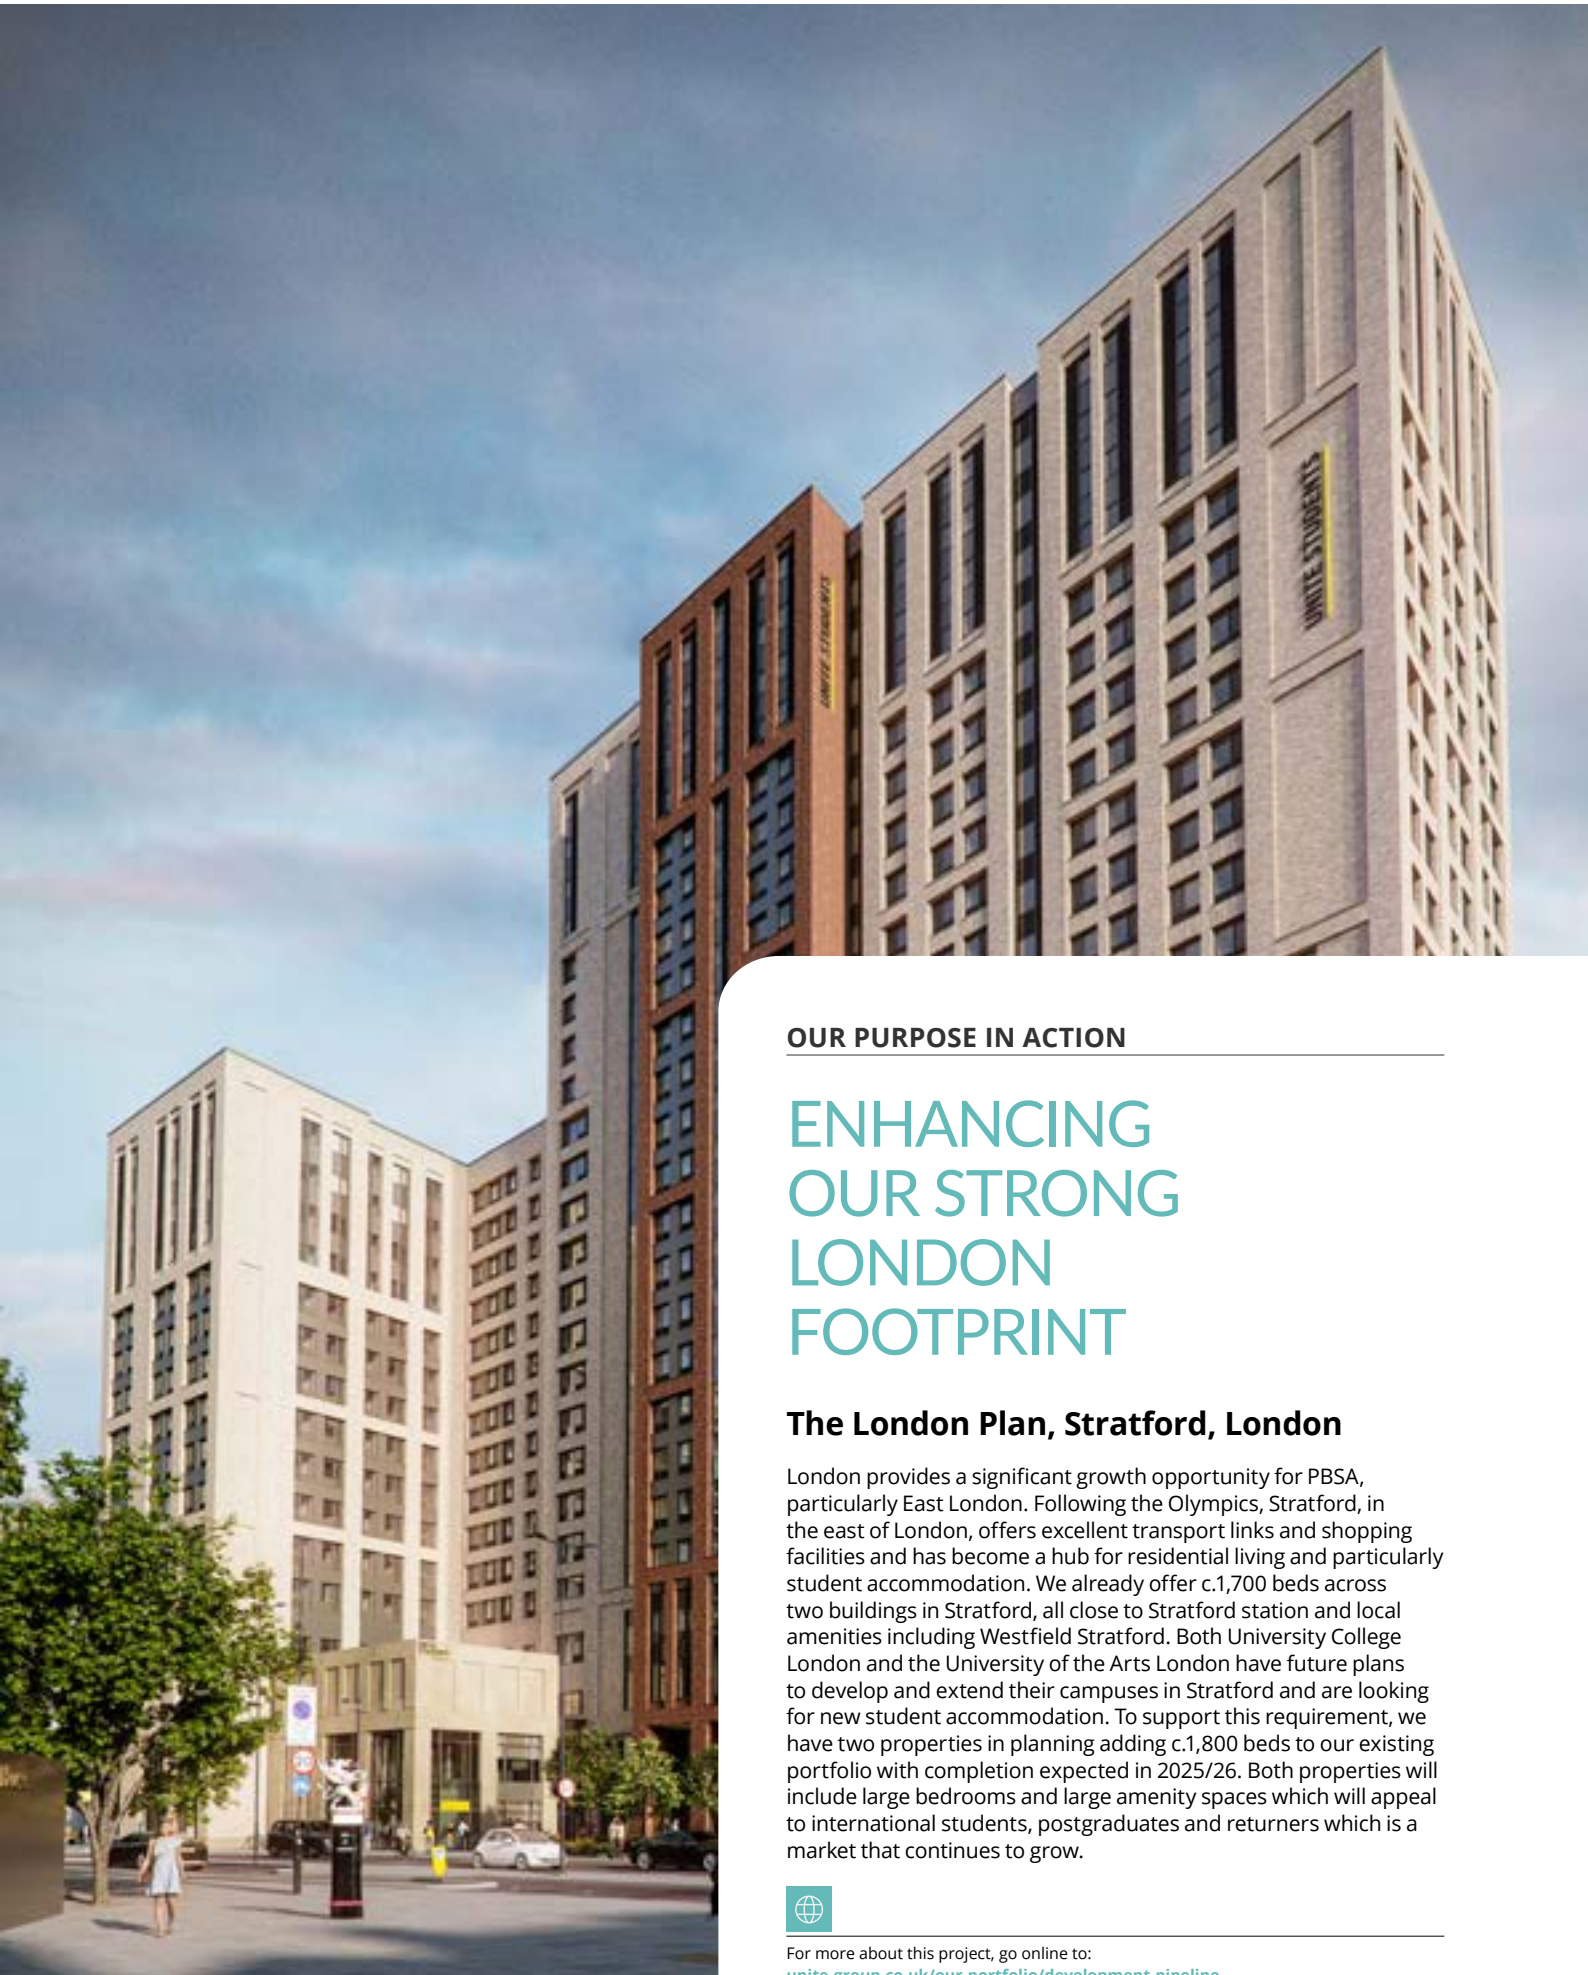 UNITE STUDENTS
UNITE STUDENTS
OUR PURPOSE IN ACTION
ENHANCING
OUR STRONG
LONDON
FOOTPRINT
The London Plan, Stratford, London
London provides a significant growth opportunity for PBSA,
particularly East London. Following the Olympics, Stratford, in
the east of London, offers excellent transport links and shopping
facilities and has become a hub for residential living and particularly
student accommodation. We already offer c.1,700 beds across
two buildings in Stratford, all close to Stratford station and local
amenities including Westfield Stratford. Both University College
London and the University of the Arts London have future plans
to develop and extend their campuses in Stratford and are looking
for new student accommodation. To support this requirement, we
have two properties in planning adding c.1,800 beds to our existing
portfolio with completion expected in 2025/26. Both properties will
include large bedrooms and large amenity spaces which will appeal
to international students, postgraduates and returners which is a
market that continues to grow.
For more about this project, go online to:
unite-group.co.uk/our-portfolio/development-pipeline